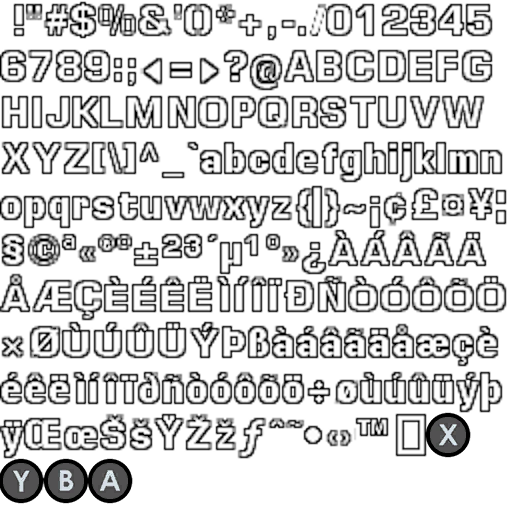 !"#$%&'()*+,-./012345
6789:;<=>?@ABCDEFG
HIJKLMNOPQRSTUVW
XYZ[\]^_`abcdefghijklmn
opqrstuvwxyz{|}~¡¢£¤¥¦
§©ª«®º±²³´µ¹º»¿ÀÁÂÃÄ
ÅÆÇÈÉÊËÌÍÎÏÐÑÒÓÔÕÖ
×ØÙÚÛÜÝÞßàáâãäåæçè
éêëìíîïðñòóôõö÷øùúûüýþ
ÿŒœŠšŸŽžƒˆ˜•‹›™ X
Y B A